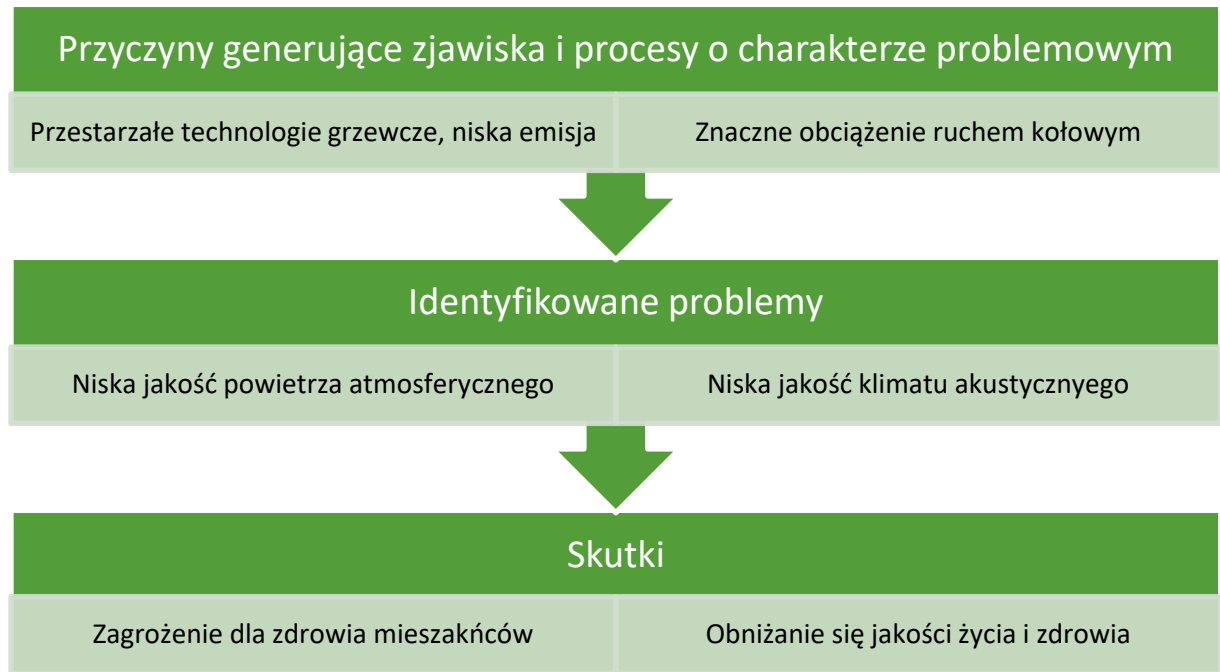 Przyczyny generujące zjawiska i procesy o charakterze problemowym
Przestarzałe technologie grzewcze, niska emisja
Znaczne obciążenie ruchem kołowym
Identyfikowane problemy
Niska jakość powietrza atmosferycznego
Niska jakość klimatu akustycznyego
Skutki
Zagrożenie dla zdrowia mieszakńców
Obniżanie się jakości życia i zdrowia